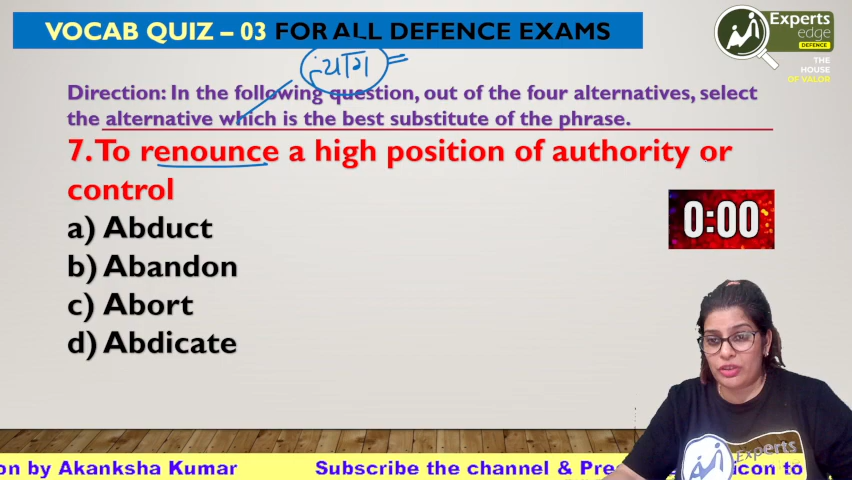 VOCAB QUIZ – 03 FOR ALL DEFENCE EXAMS
Experts
edge
DEFENCE
THE
HOUSE
OF VALOR
त्याग
Direction: In the following question, out of the four alternatives, select
the alternative which is the best substitute of the phrase.
7. To renounce a high position of authority or
control
0:00
a) Abduct
b) Abandon
c) Abort
d) Abdicate
Experts
on by Akanksha Kumar Subscribe the channel & Pre icon to